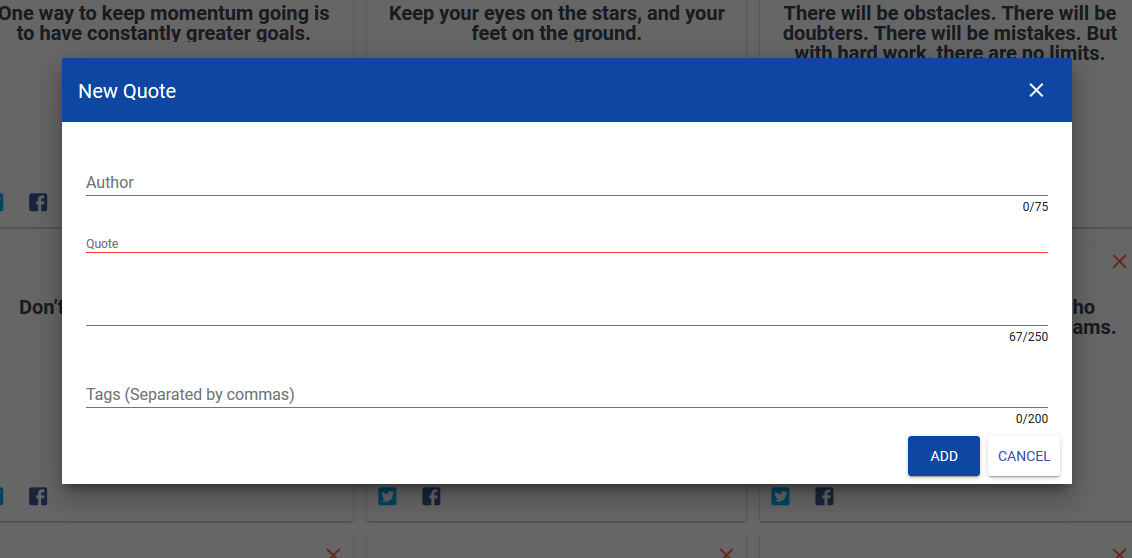 One way to keep momentum going is
to have constantly greater goals.
Keep your eyes on the stars, and your
feet on the ground.
There will be obstacles. There will be
doubters. There will be mistakes. But
with hard work, there are no limits.
New Quote
Author
0/75
Quote
67/250
Tags (Separated by commas)
0/200
ADD
CANCEL
Don't
ho
ams.